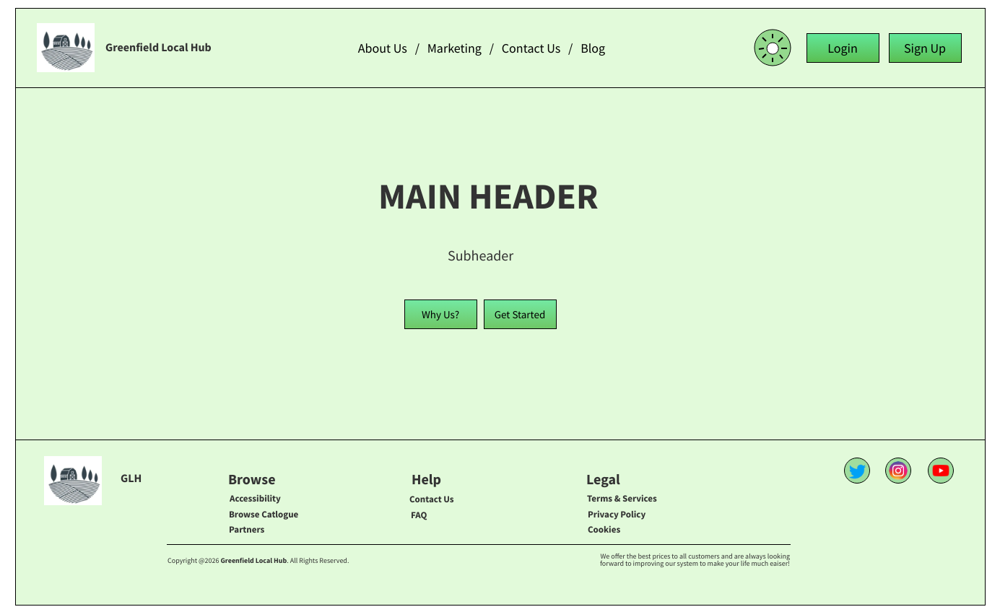 Greenfield Local Hub
About Us / Marketing / Contact Us / Blog
Login
Sign Up
MAIN HEADER
Subheader
Why Us?
Get Started
GLH
Browse
Accessibility
Browse Catlogue
Partners
Help
Contact Us
FAQ
Legal
Terms & Services
Privacy Policy
Cookies
Copyright @2026 Greenfield Local Hub. All Rights Reserved.
We offer the best prices to all customers and are always looking
forward to improving our system to make your life much eaiser!